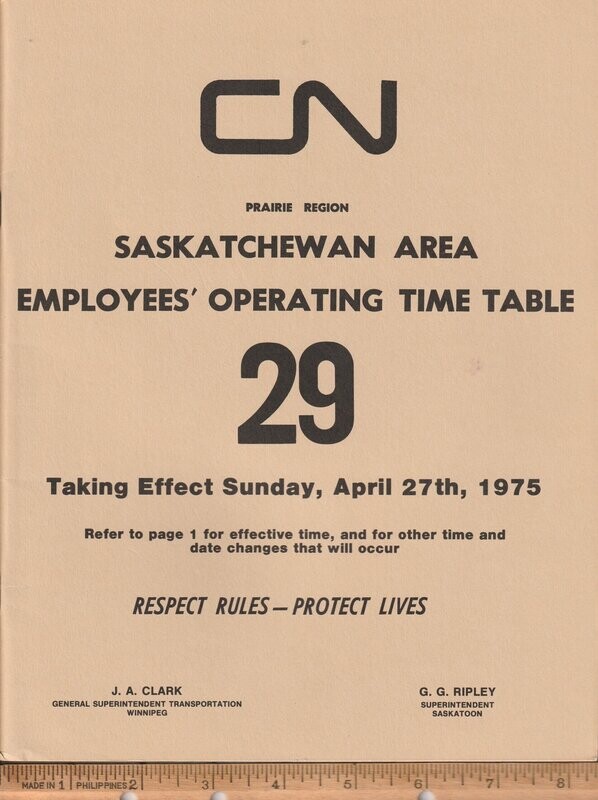 CN
PRAIRIE REGION
SASKATCHEWAN AREA
EMPLOYEES' OPERATING TIME TABLE
29
Taking Effect Sunday, April 27th, 1975
Refer to page 1 for effective time, and for other time and
date changes that will occur
RESPECT RULES — PROTECT LIVES
J. A. CLARK
GENERAL SUPERINTENDENT TRANSPORTATION
WINNIPEG
G. G. RIPLEY
SUPERINTENDENT
SASKATOON
MADE IN 1 PHILIPPINES 2 3 4 5 6 7 8